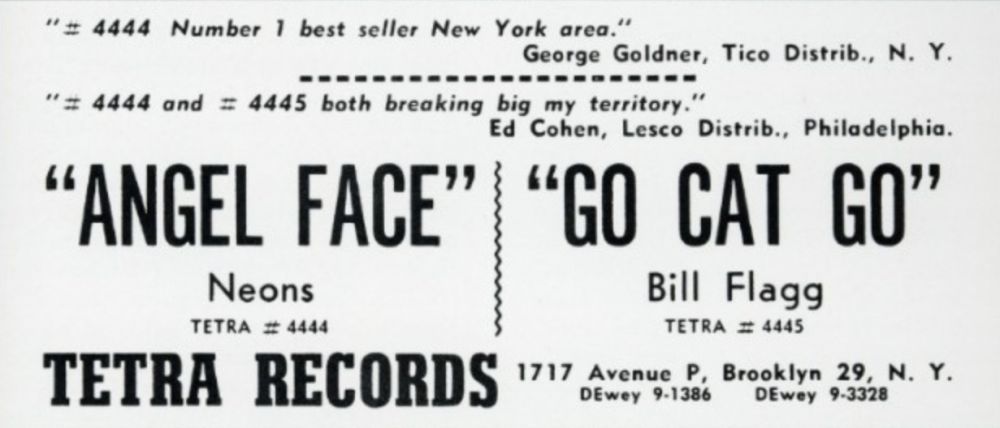 "# 4444 Number 1 best seller New York area."
George Goldner, Tico Distrib., N. Y.
"# 4444 and # 4445 both breaking big my territory."
Ed Cohen, Lesco Distrib., Philadelphia.
"ANGEL FACE"
Neons
TETRA # 4444
"GO CAT GO"
Bill Flagg
TETRA # 4445
TETRA RECORDS
1717 Avenue P, Brooklyn 29, N. Y.
DEwey 9-1386 DEwey 9-3328